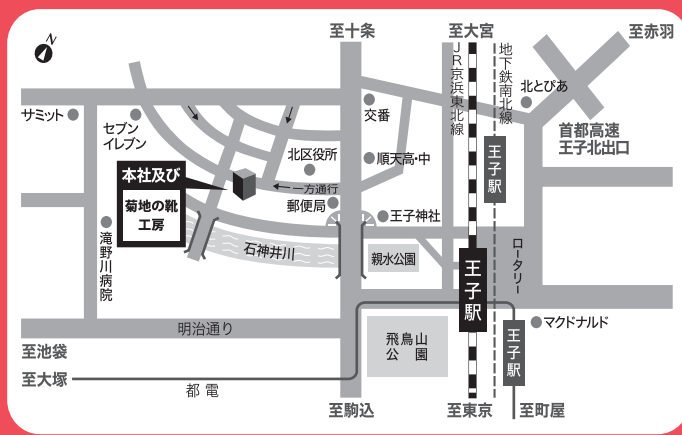 N
至十条
至大宮
至赤羽
JR京浜東北線
地下鉄南北線
北とぴあ
サミット
セブン
イレブン
交番
首都高速
王子北出口
北区役所
順天高・中
王子駅
本社及び
菊地の靴
工房
一方通行
郵便局
王子神社
滝野川病院
石神井川
親水公園
王子駅
ロータリー
明治通り
飛鳥山
公園
王子駅
マクドナルド
至池袋
至大塚
都電
至駒込
至東京
至町屋